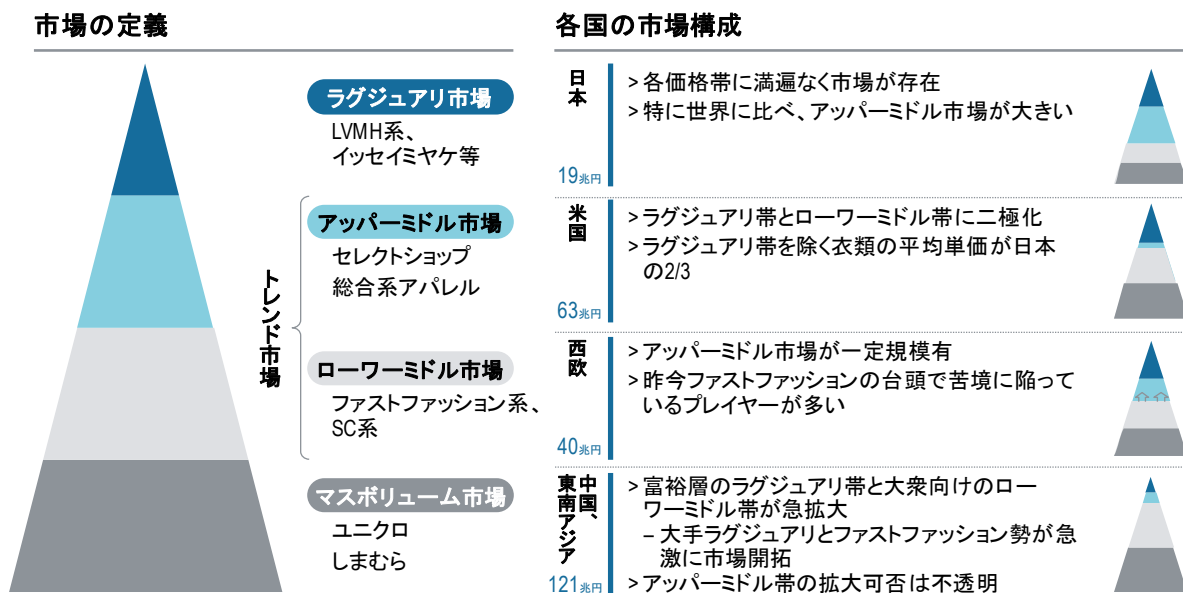 市場の定義
ラグジュアリ市場
LVMH系、
イッセイミヤケ等
トレンド市場
アッパーミドル市場
セレクトショップ
総合系アパレル
ローワーミドル市場
ファストファッション系、
SC系
マスボリューム市場
ユニクロ
しまむら
各国の市場構成
日本
19兆円
>各価格帯に満遍なく市場が存在
>特に世界に比べ、アッパーミドル市場が大きい
米国
63兆円
>ラグジュアリ帯とローワーミドル帯に二極化
>ラグジュアリ帯を除く衣類の平均単価が日本
の2/3
西欧
40兆円
>アッパーミドル市場が一定規模有
>昨今ファストファッションの台頭で苦境に陥って
いるプレイヤーが多い
中国、
東南アジア
121兆円
>富裕層のラグジュアリ帯と大衆向けのロー
ワーミドル帯が急拡大
–大手ラグジュアリとファストファッション勢が急
激に市場開拓
>アッパーミドル帯の拡大可否は不透明